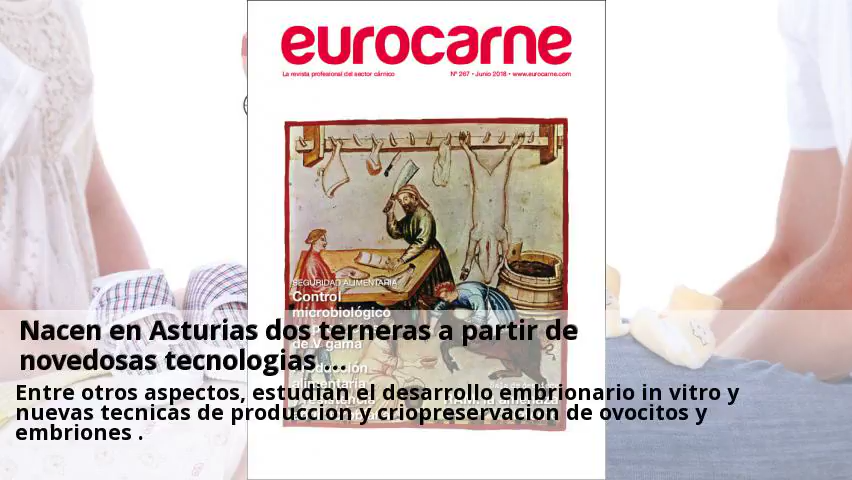 eurocarne
La revista profesional del sector cárnico
Nº 267 • Junio 2018 • www.eurocarne.com
SEGURIDAD ALIMENTARIA
Control
microbiológico
de V gama
alimentaria
Nacen en Asturias dos terneras a partir de
novedosas tecnologias ...
Entre otros aspectos, estudian el desarrollo embrionario in vitro y
nuevas tecnicas de produccion y criopreservacion de ovocitos y
embriones .